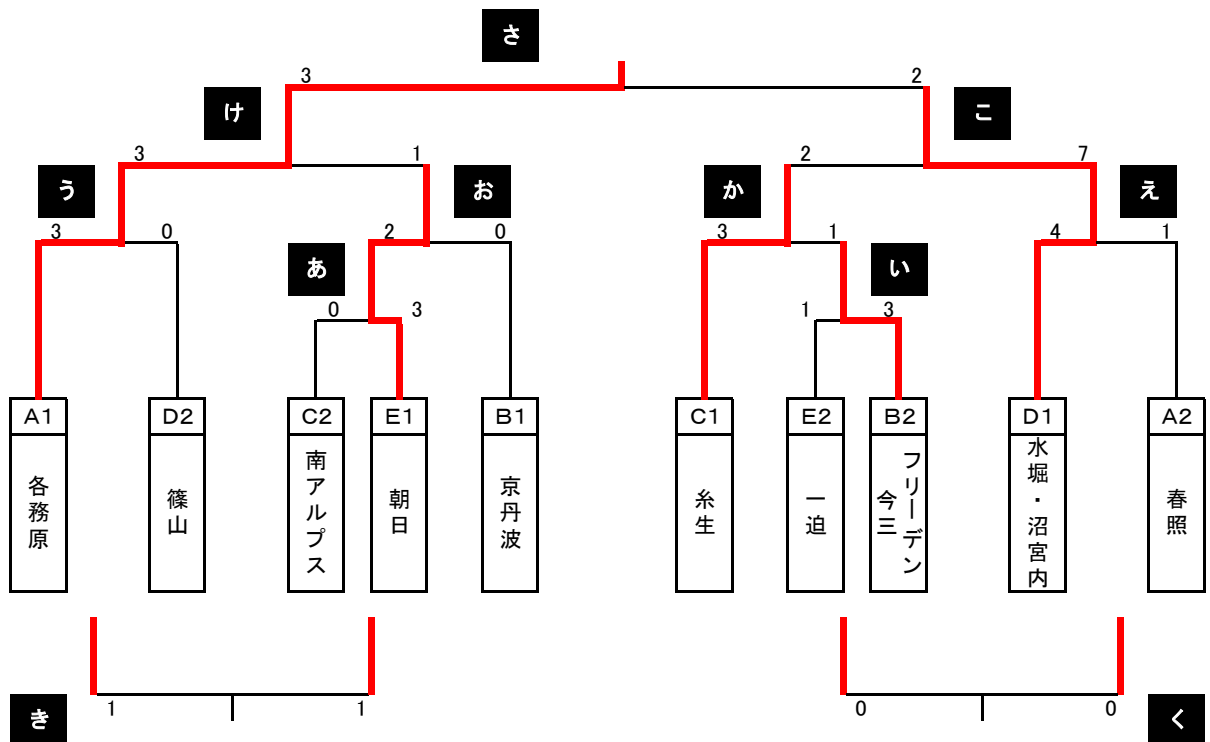 さ
3 2
け こ
3 1 2 7
う お か え
3 0 2 0 3 1 4 1
あ い
0 3 1 3
A1 D2 C2 E1 B1 C1 E2 B2 D1 A2
各務原
篠山
南アルプス
朝日
京丹波
糸生
一迫
フリーデン
今三
水堀・沼宮内
春照
き 1 1 0 0 く